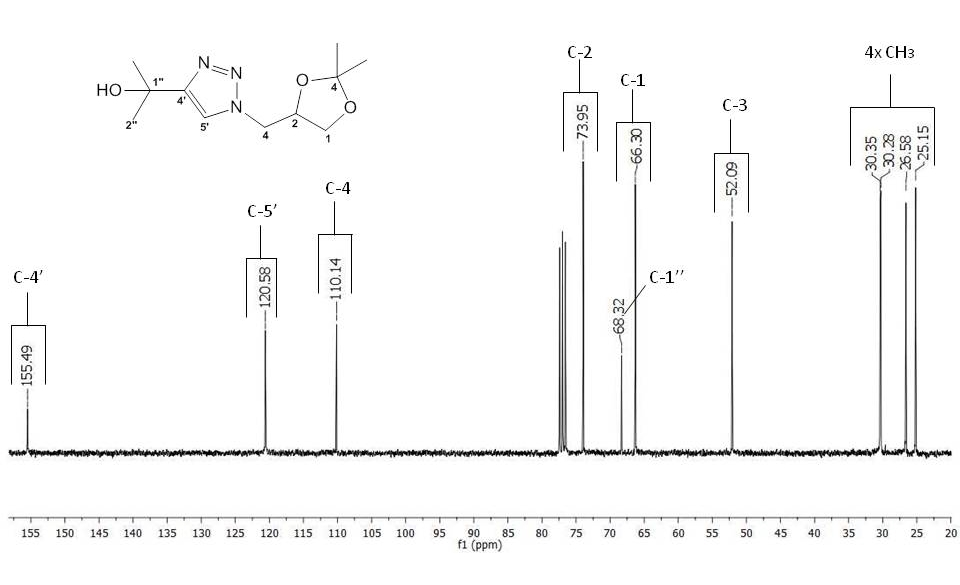 C-2
4x CH3
C-1
C-3
N
N
O
4
HO
1''
4'
N
O
2''
5'
4
2
1
73.95
66.30
52.09
30.35
30.28
26.58
25.15
C-4
C-5'
C-4'
C-1''
155.49
120.58
110.14
68.32
155 150 145 140 135 130 125 120 115 110 105 100 95 90 85 80 75 70 65 60 55 50 45 40 35 30 25 20
f1 (ppm)